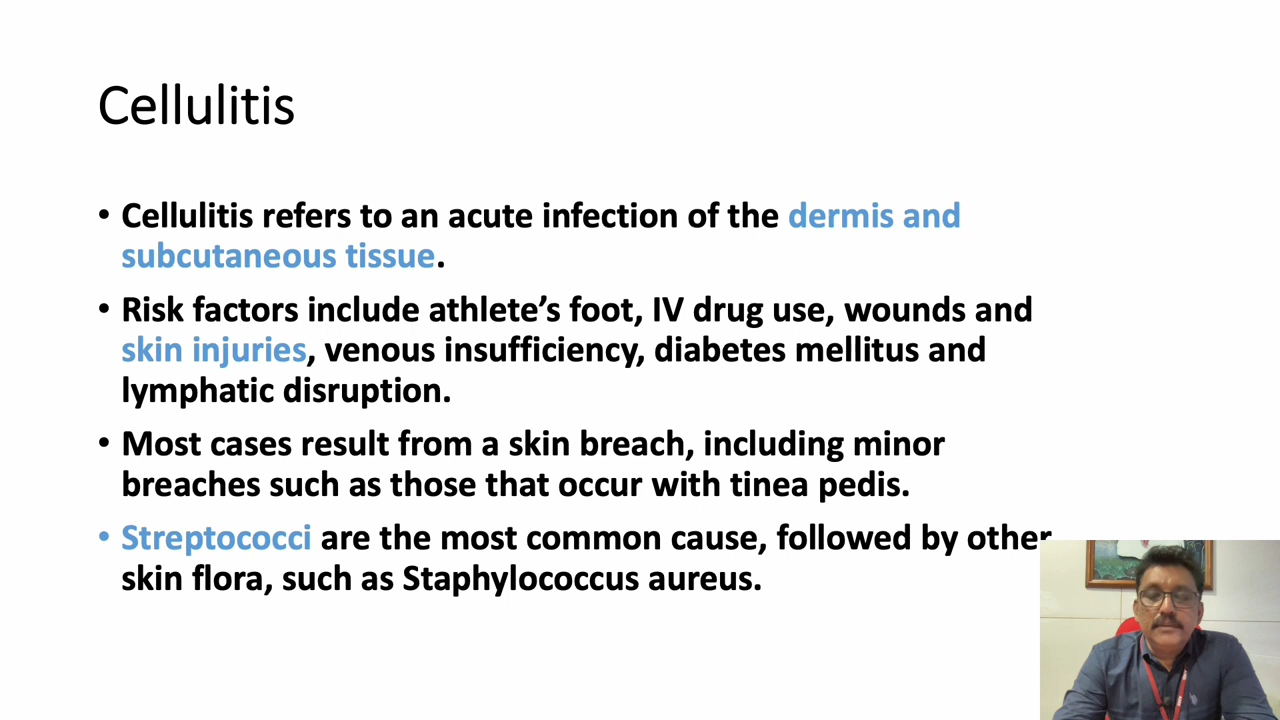 Cellulitis
• Cellulitis refers to an acute infection of the dermis and
subcutaneous tissue.
• Risk factors include athlete’s foot, IV drug use, wounds and
skin injuries, venous insufficiency, diabetes mellitus and
lymphatic disruption.
• Most cases result from a skin breach, including minor
breaches such as those that occur with tinea pedis.
• Streptococci are the most common cause, followed by other
skin flora, such as Staphylococcus aureus.